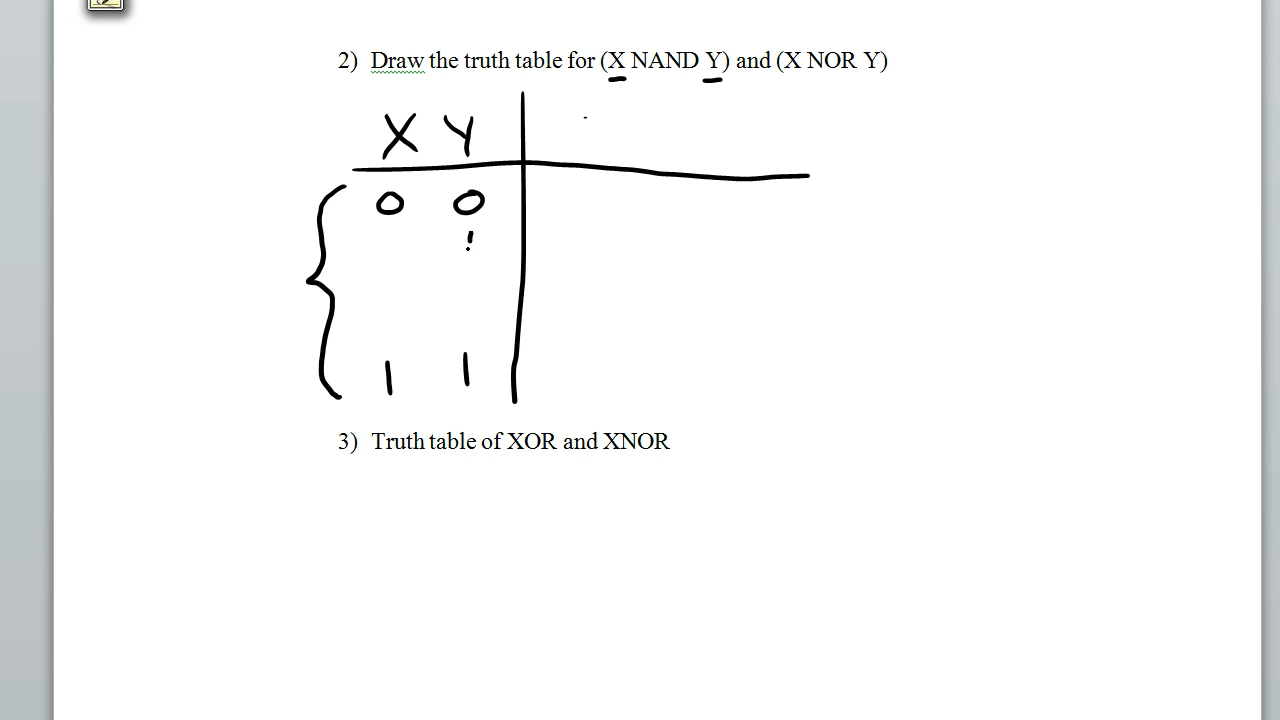 2) Draw the truth table for (X NAND Y) and (X NOR Y)
X Y
0 0
1 1
3) Truth table of XOR and XNOR